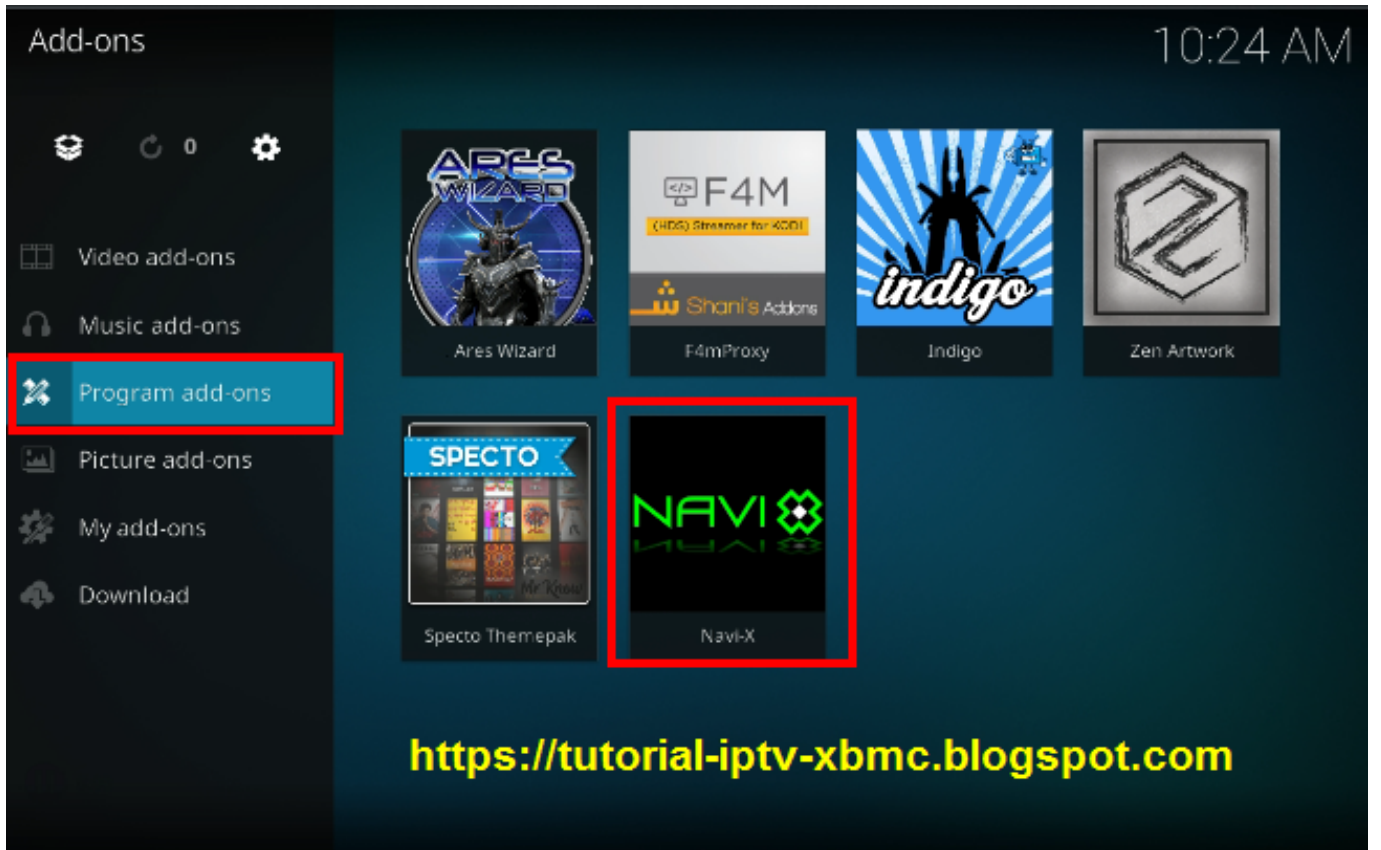 Add-ons
10:24 AM
0
Video add-ons
Music add-ons
Program add-ons
Picture add-ons
My add-ons
Download
ARES
WIZARD
Ares Wizard
</> F4M
(HDS) Streamer for KODI
Shani's Addons
F4mProxy
indigo
Indigo
Zen Artwork
SPECTO
Mr.Know
Specto Themepak
NAVI X
Navi-X
https://tutorial-iptv-xbmc.blogspot.com